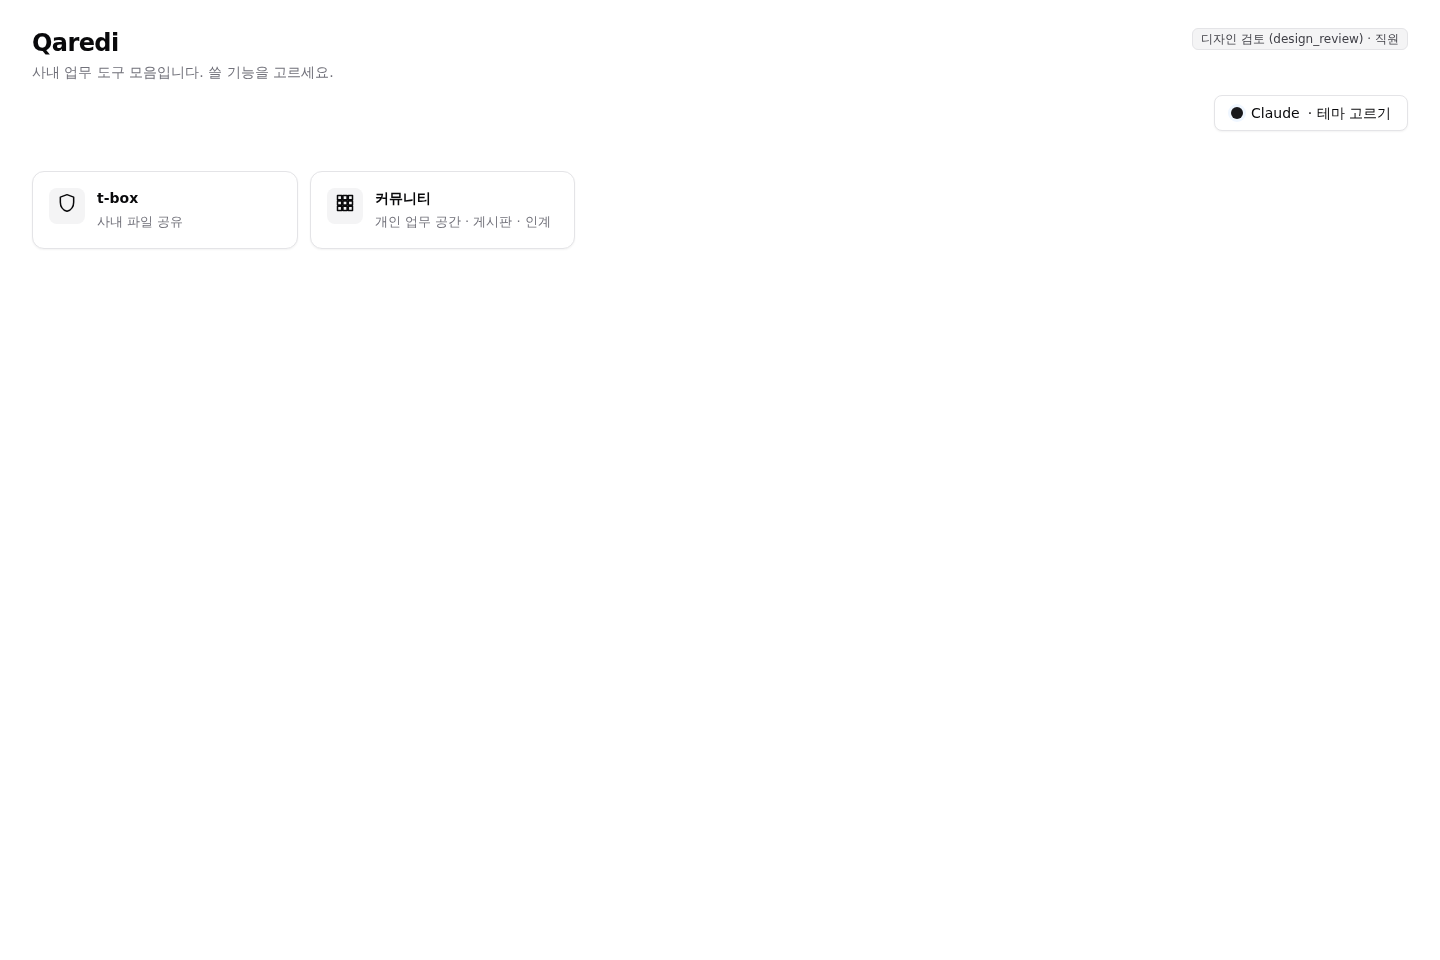 Qaredi
사내 업무 도구 모음입니다. 쓸 기능을 고르세요.
디자인 검토 (design_review) · 직원
Claude · 테마 고르기
t-box
사내 파일 공유
커뮤니티
개인 업무 공간 · 게시판 · 인계